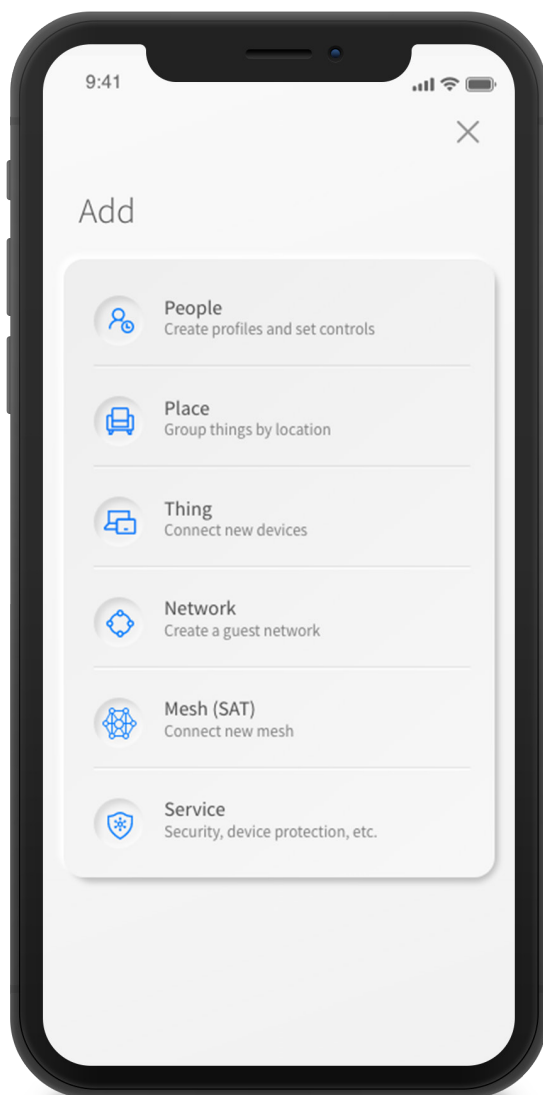 9:41
Add
People
Create profiles and set controls
Place
Group things by location
Thing
Connect new devices
Network
Create a guest network
Mesh (SAT)
Connect new mesh
Service
Security, device protection, etc.